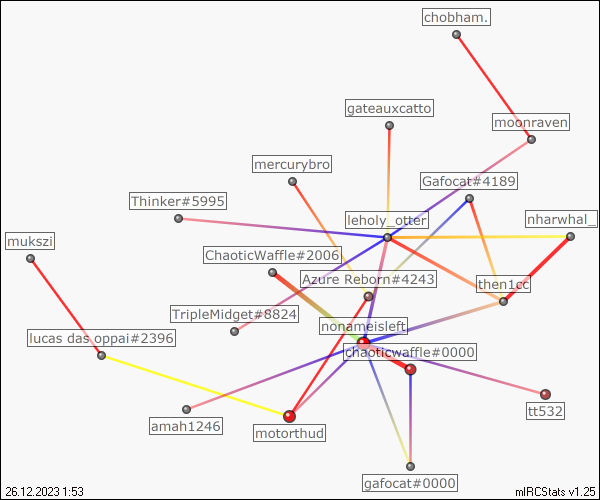 chobham.
gateauxcatto
moonraven
mercurybro
Gafocat#4189
Thinker#5995
leholy_otter
nharwhal_
mukszi
ChaoticWaffle#2006
Azure Reborn#4243
then1cc
TripleMidget#8824
nonameisleft
lucas das oppai#2396
chaoticwaffle#0000
tt532
amah1246
motorthud
gafocat#0000
26.12.2023 1:53
mIRCStats v1.25